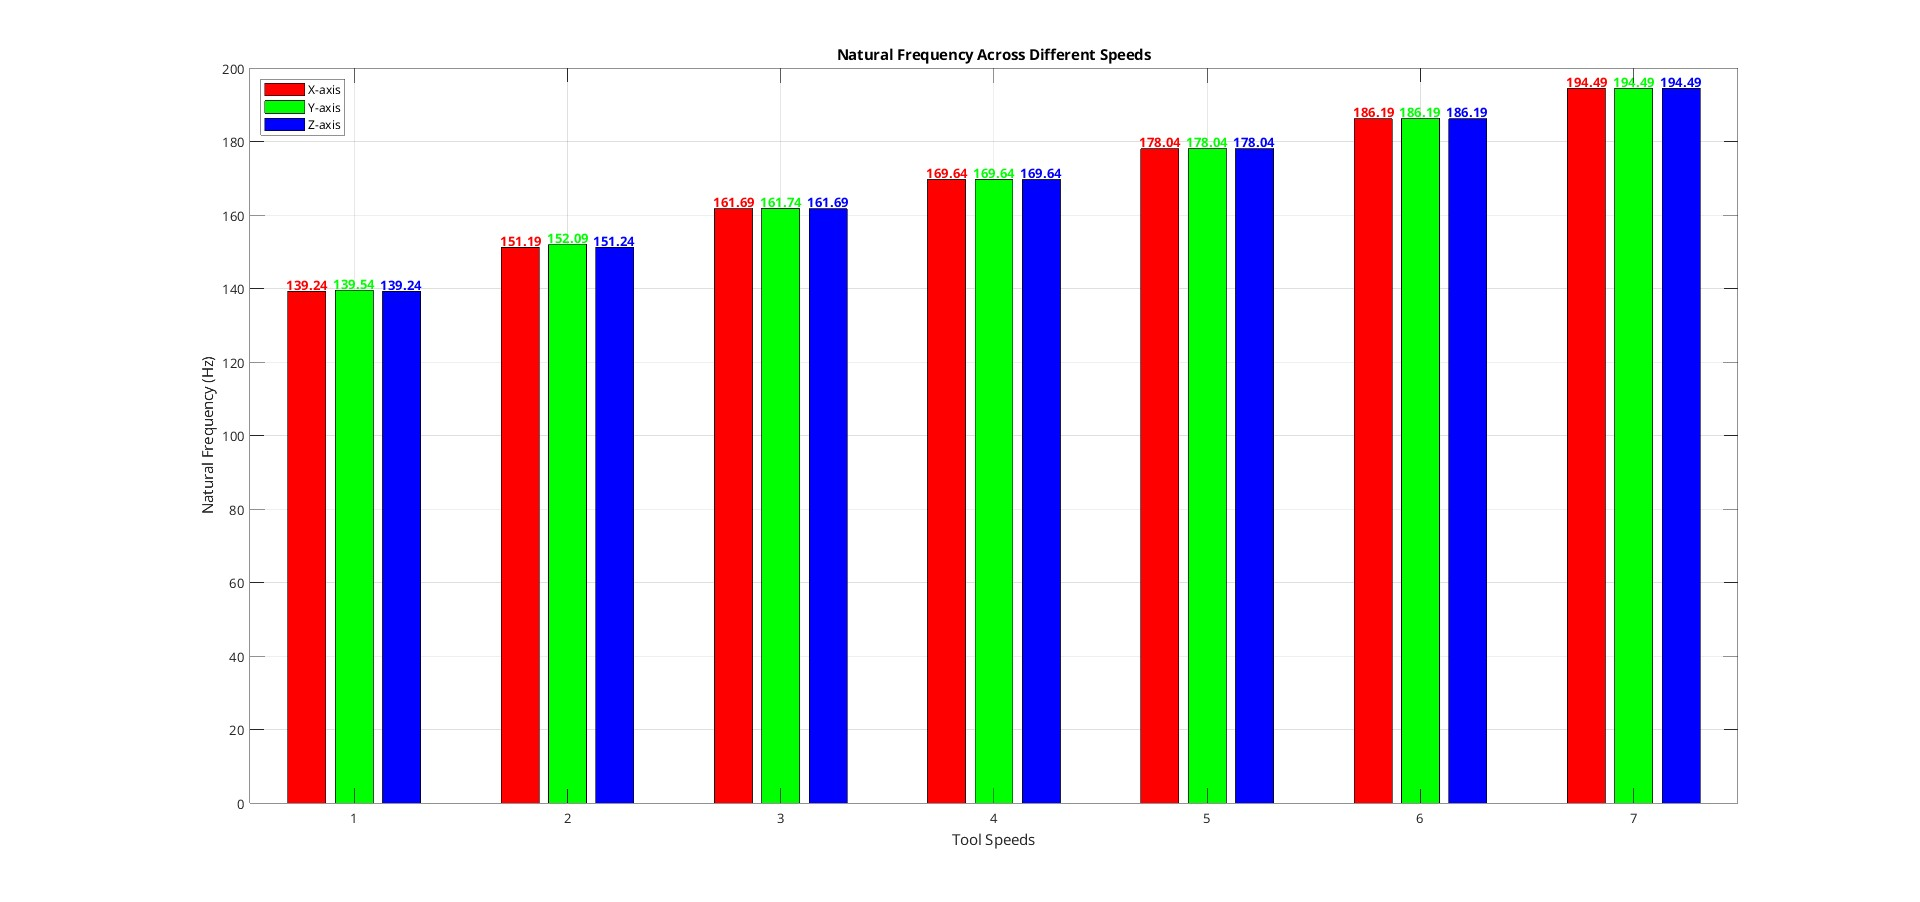 Natural Frequency Across Different Speeds
X-axis
Y-axis
Z-axis
Natural Frequency (Hz)
200
180
160
140
120
100
80
60
40
20
0
139.24 139.54 139.24
151.19 152.09 151.24
161.69 161.74 161.69
169.64 169.64 169.64
178.04 178.04 178.04
186.19 186.19 186.19
194.49 194.49 194.49
1 2 3 4 5 6 7
Tool Speeds